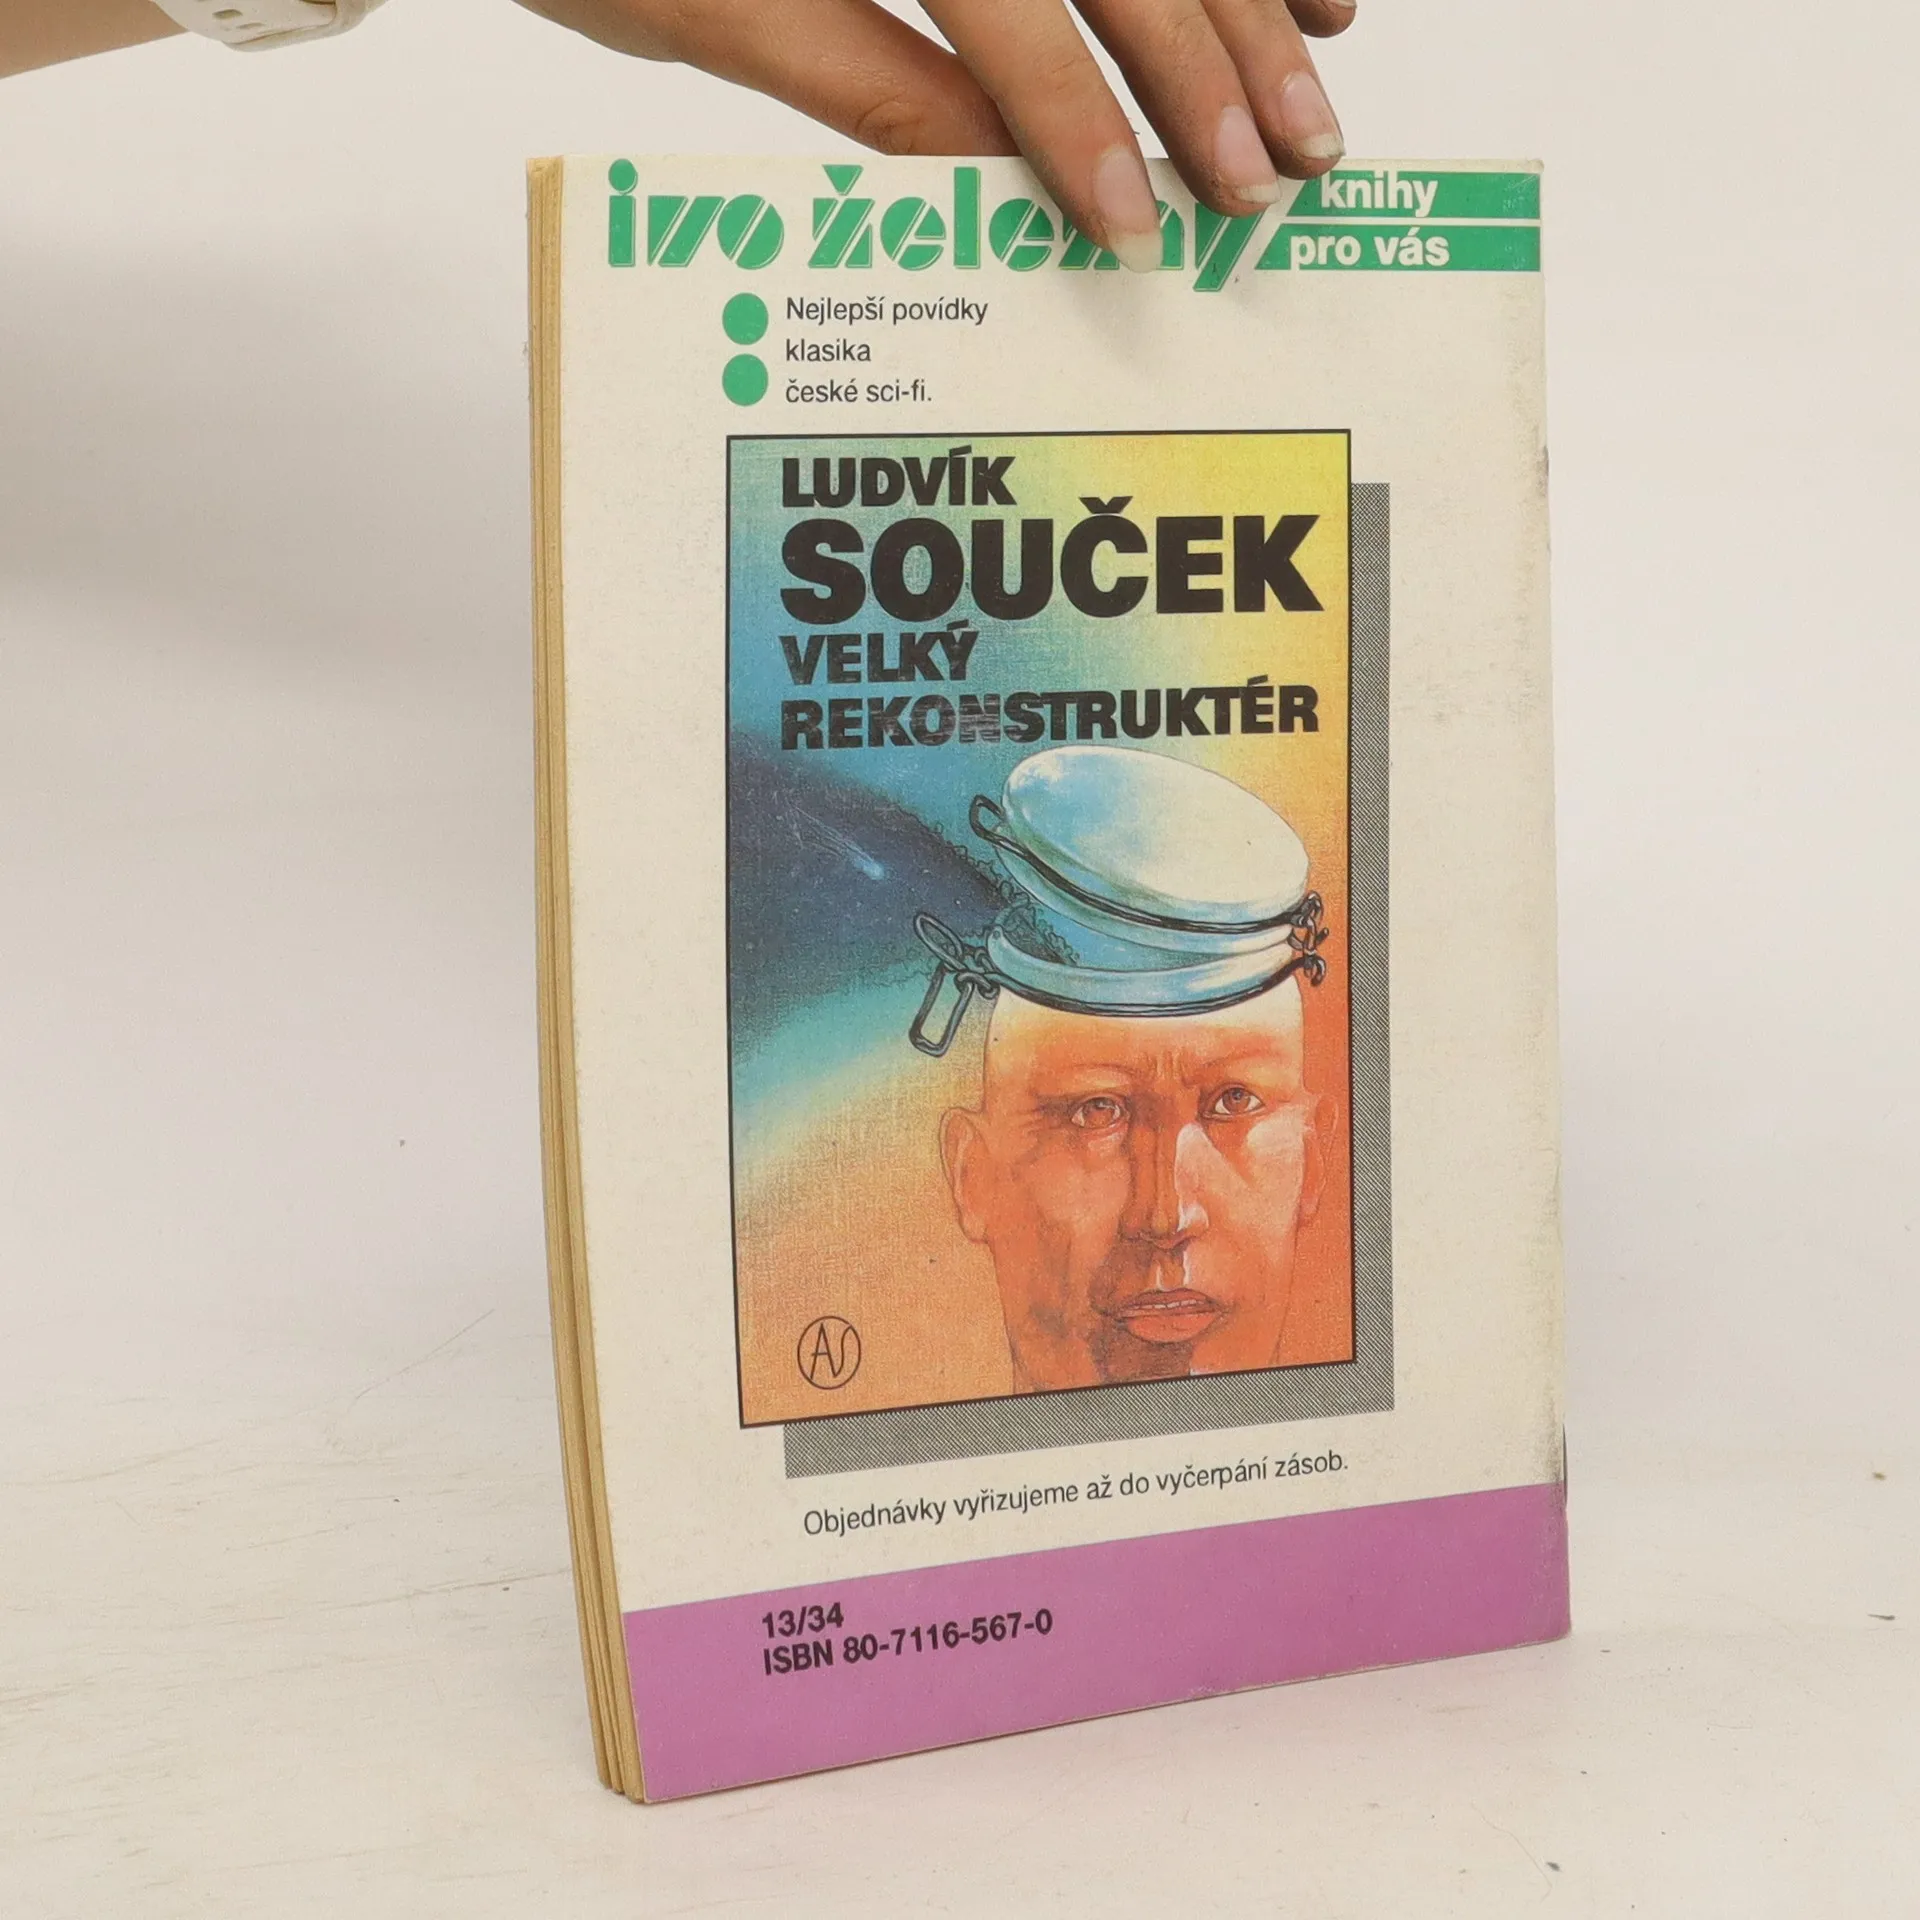 ivo železný
knihy
pro vás
Nejlepší povídky
klasika
české sci-fi.
LUDVÍK
SOUČEK
VELKÝ
REKONSTRUKTÉR
AS
Objednávky vyřizujeme až do vyčerpání zásob.
13/34
ISBN 80-7116-567-0